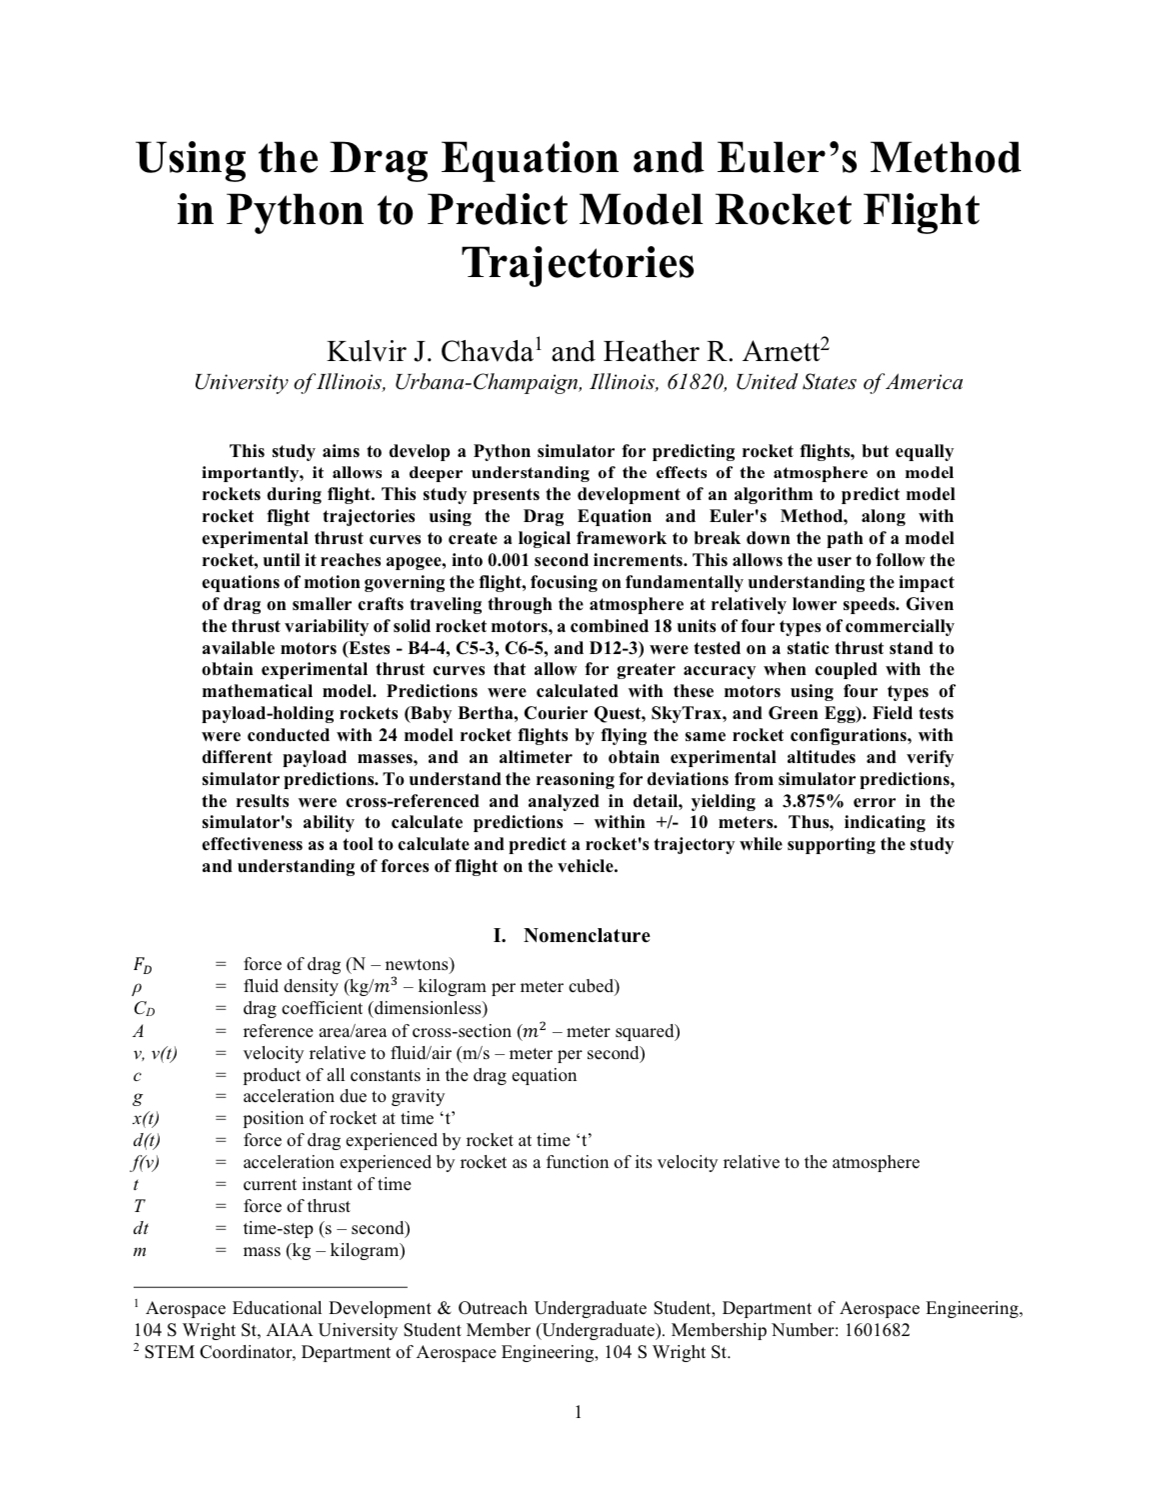 Using the Drag Equation and Euler’s Method
in Python to Predict Model Rocket Flight
Trajectories
Kulvir J. Chavda¹ and Heather R. Arnett²
University of Illinois, Urbana-Champaign, Illinois, 61820, United States of America
This study aims to develop a Python simulator for predicting rocket flights, but equally
importantly, it allows a deeper understanding of the effects of the atmosphere on model
rockets during flight. This study presents the development of an algorithm to predict model
rocket flight trajectories using the Drag Equation and Euler's Method, along with
experimental thrust curves to create a logical framework to break down the path of a model
rocket, until it reaches apogee, into 0.001 second increments. This allows the user to follow the
equations of motion governing the flight, focusing on fundamentally understanding the impact
of drag on smaller crafts traveling through the atmosphere at relatively lower speeds. Given
the thrust variability of solid rocket motors, a combined 18 units of four types of commercially
available motors (Estes - B4-4, C5-3, C6-5, and D12-3) were tested on a static thrust stand to
obtain experimental thrust curves that allow for greater accuracy when coupled with the
mathematical model. Predictions were calculated with these motors using four types of
payload-holding rockets (Baby Bertha, Courier Quest, SkyTrax, and Green Egg). Field tests
were conducted with 24 model rocket flights by flying the same rocket configurations, with
different payload masses, and an altimeter to obtain experimental altitudes and verify
simulator predictions. To understand the reasoning for deviations from simulator predictions,
the results were cross-referenced and analyzed in detail, yielding a 3.875% error in the
simulator's ability to calculate predictions – within +/- 10 meters. Thus, indicating its
effectiveness as a tool to calculate and predict a rocket's trajectory while supporting the study
and understanding of forces of flight on the vehicle.
I. Nomenclature
F_D = force of drag (N – newtons)
ρ = fluid density (kg/m³ – kilogram per meter cubed)
C_D = drag coefficient (dimensionless)
A = reference area/area of cross-section (m² – meter squared)
v, v(t) = velocity relative to fluid/air (m/s – meter per second)
c = product of all constants in the drag equation
g = acceleration due to gravity
x(t) = position of rocket at time ‘t’
d(t) = force of drag experienced by rocket at time ‘t’
f(v) = acceleration experienced by rocket as a function of its velocity relative to the atmosphere
t = current instant of time
T = force of thrust
dt = time-step (s – second)
m = mass (kg – kilogram)
¹ Aerospace Educational Development & Outreach Undergraduate Student, Department of Aerospace Engineering,
104 S Wright St, AIAA University Student Member (Undergraduate). Membership Number: 1601682
² STEM Coordinator, Department of Aerospace Engineering, 104 S Wright St.
1